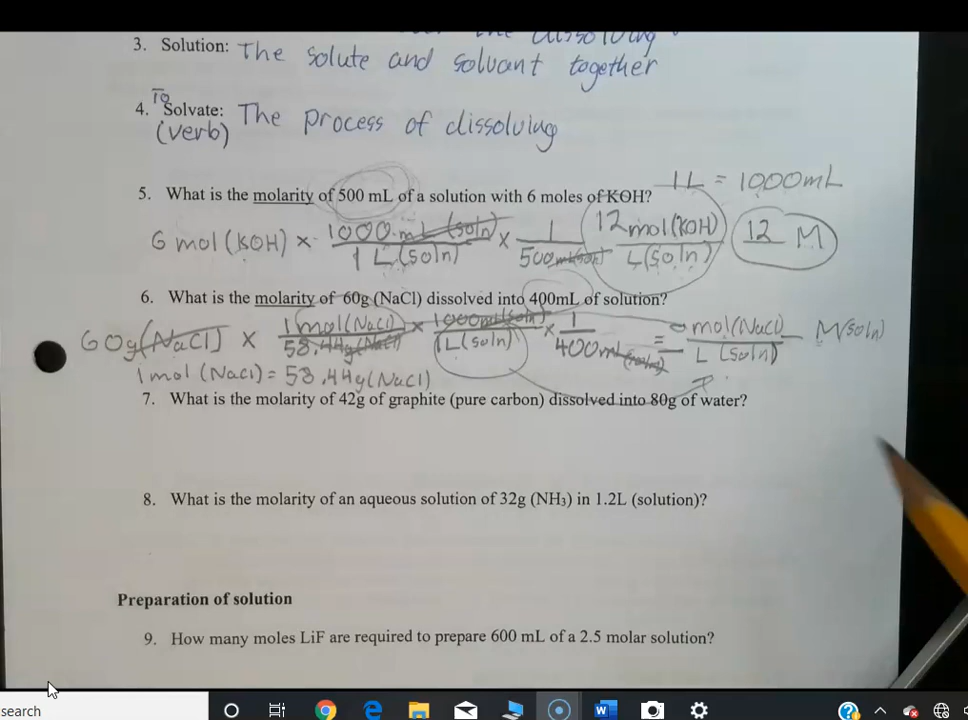 the dissolving
3. Solution: The solute and solvant together
To
4. Solvate: The process of dissolving
(verb)
1L = 1000mL
5. What is the molarity of 500 mL of a solution with 6 moles of KOH?
6 mol(KOH) × 1000 mL (soln) / 1 L(soln) × 1 / 500 mL(soln) 12 mol(KOH) / L(soln) 12 M
6. What is the molarity of 60g (NaCl) dissolved into 400mL of solution?
60g(NaCl) × 1 mol(NaCl) / 58.44g(NaCl) × 1000mL(soln) / 1L(soln) × 1 / 400mL(soln) = mol(NaCl) / L (soln) M(soln)
1 mol (NaCl) = 58.44g(NaCl)
7. What is the molarity of 42g of graphite (pure carbon) dissolved into 80g of water?
8. What is the molarity of an aqueous solution of 32g (NH₃) in 1.2L (solution)?
Preparation of solution
9. How many moles LiF are required to prepare 600 mL of a 2.5 molar solution?
search